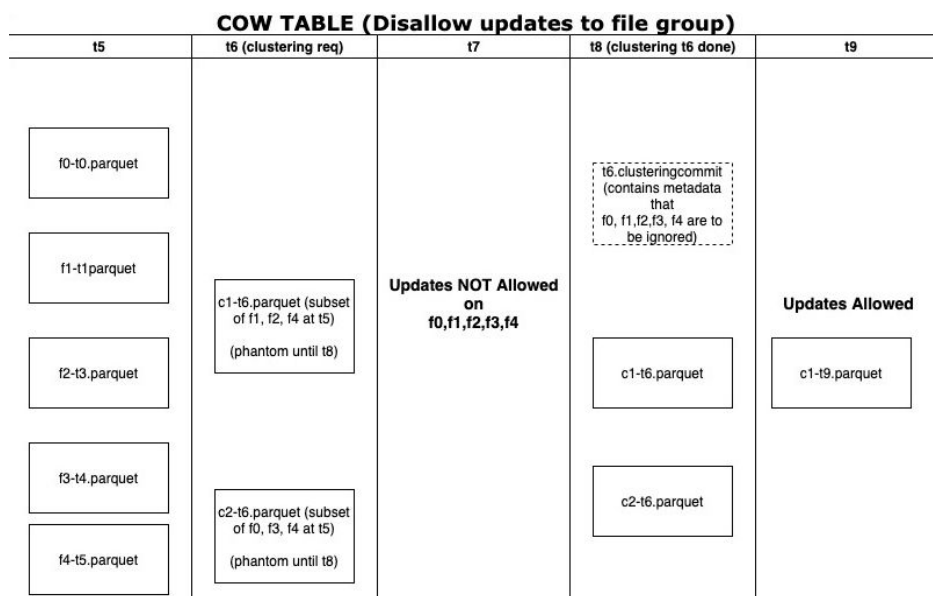 COW TABLE (Disallow updates to file group)
t5
t6 (clustering req)
t7
t8 (clustering t6 done)
t9
f0-t0.parquet
f1-t1parquet
f2-t3.parquet
f3-t4.parquet
f4-t5.parquet
c1-t6.parquet (subset
of f1, f2, f4 at t5)
(phantom until t8)
c2-t6.parquet (subset
of f0, f3, f4 at t5)
(phantom until t8)
Updates NOT Allowed
on
f0,f1,f2,f3,f4
t6.clusteringcommit
(contains metadata
that
f0, f1,f2,f3, f4 are to
be ignored)
c1-t6.parquet
c2-t6.parquet
Updates Allowed
c1-t9.parquet